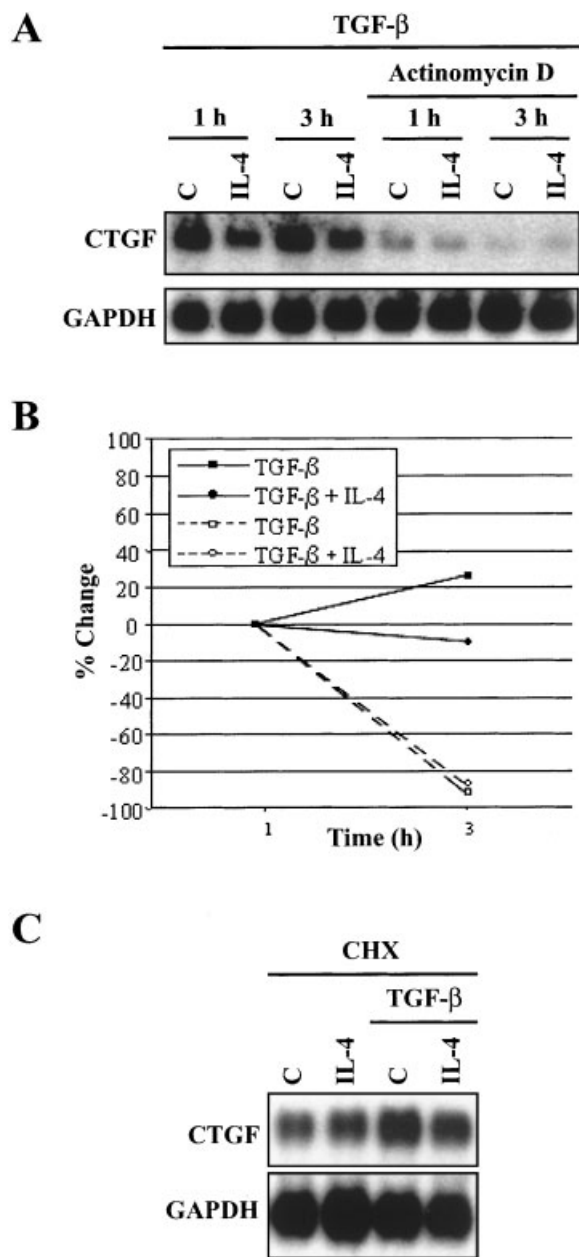 A
TGF-β
Actinomycin D
1 h 3 h 1 h 3 h
C IL-4 C IL-4 C IL-4 C IL-4
CTGF
GAPDH
B
100
80
60
40
20
0
-20
-40
-60
-80
-100
% Change
TGF-β
TGF-β + IL-4
TGF-β
TGF-β + IL-4
1 3
Time (h)
C
CHX
TGF-β
C IL-4 C IL-4
CTGF
GAPDH